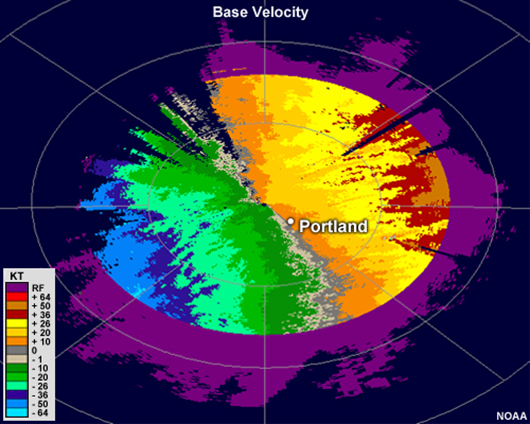 Base Velocity
Portland
KT
RF
+ 64
+ 50
+ 36
+ 26
+ 20
+ 10
0
- 1
- 10
- 20
- 26
- 36
- 50
- 64
NOAA